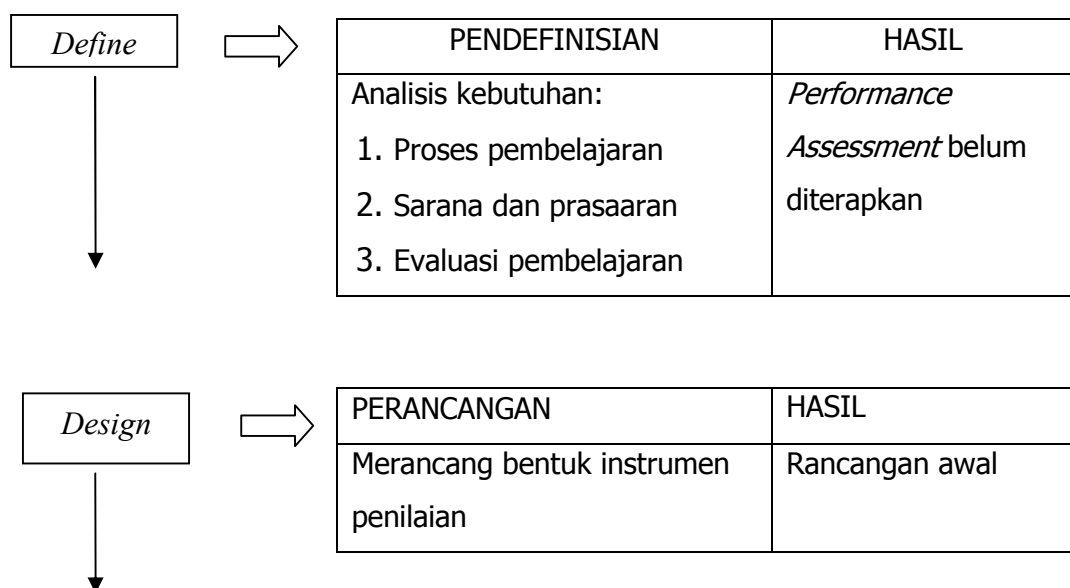 Define
PENDEFINISIAN
HASIL
Analisis kebutuhan:
1. Proses pembelajaran
2. Sarana dan prasaaran
3. Evaluasi pembelajaran
Performance
Assessment belum
diterapkan
Design
PERANCANGAN
HASIL
Merancang bentuk instrumen
penilaian
Rancangan awal